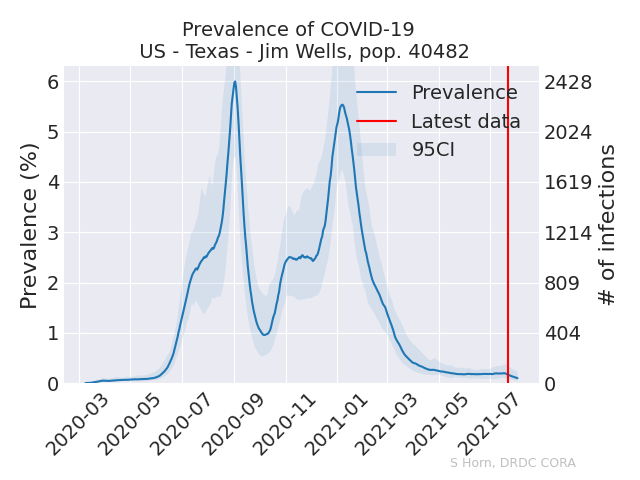 Prevalence of COVID-19
US - Texas - Jim Wells, pop. 40482
Prevalence (%)
6
5
4
3
2
1
0
2428
2024
1619
1214
809
404
0
# of infections
Prevalence
Latest data
95CI
2020-03
2020-05
2020-07
2020-09
2020-11
2021-01
2021-03
2021-05
2021-07
S Horn, DRDC CORA